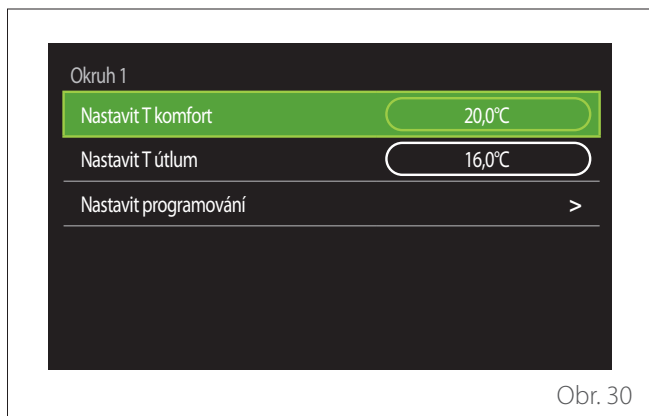 Okruh 1
Nastavit T komfort 20,0°C
Nastavit T útlum 16,0°C
Nastavit programování >
Obr. 30